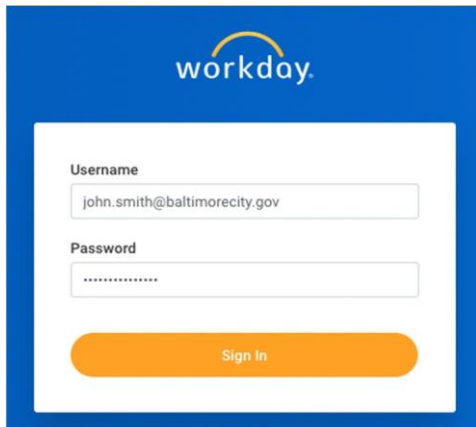 workday.
Username
john.smith@baltimorecity.gov
Password
•••••••••••••••
Sign In